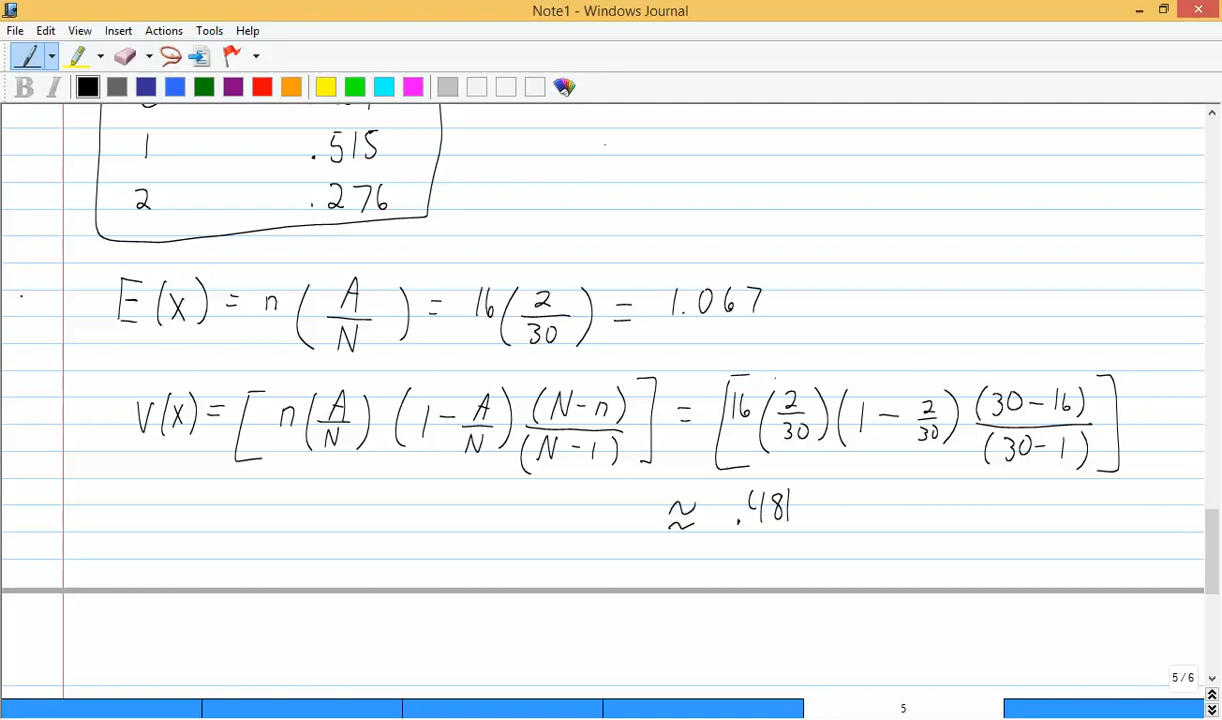 Note1 - Windows Journal
File Edit View Insert Actions Tools Help
B I
1 .515
2 .276
E(x) = n(A/N) = 16(2/30) = 1.067
V(x) = [n(A/N)(1 - A/N)(N-n)/(N-1)] = [16(2/30)(1 - 2/30)(30-16)/(30-1)]
≈ .481
5 / 6
5